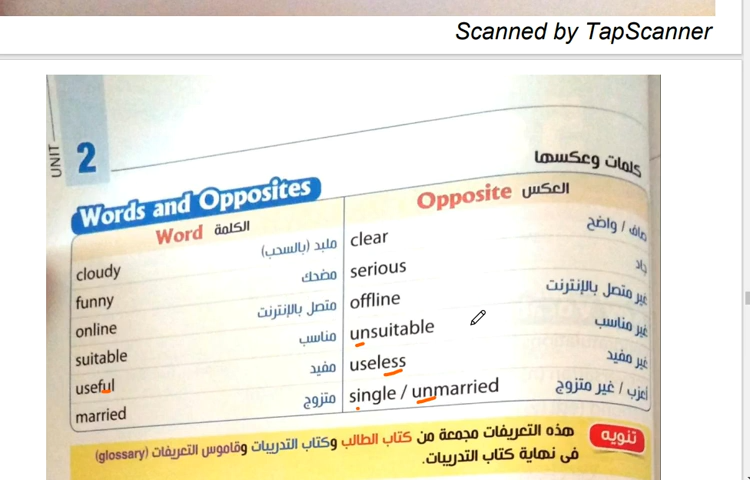 Scanned by TapScanner
UNIT 2
كلمات وعكسها
Words and Opposites
Word الكلمة Opposite العكس
cloudy ملبد (بالسحب) clear صاف / واضح
funny مضحك serious جاد
online متصل بالإنترنت offline غير متصل بالإنترنت
suitable مناسب unsuitable غير مناسب
useful مفيد useless غير مفيد
married متزوج single / unmarried أعزب / غير متزوج
تنويه هذه التعريفات مجمعة من كتاب الطالب وكتاب التدريبات وقاموس التعريفات (glossary)
فى نهاية كتاب التدريبات.